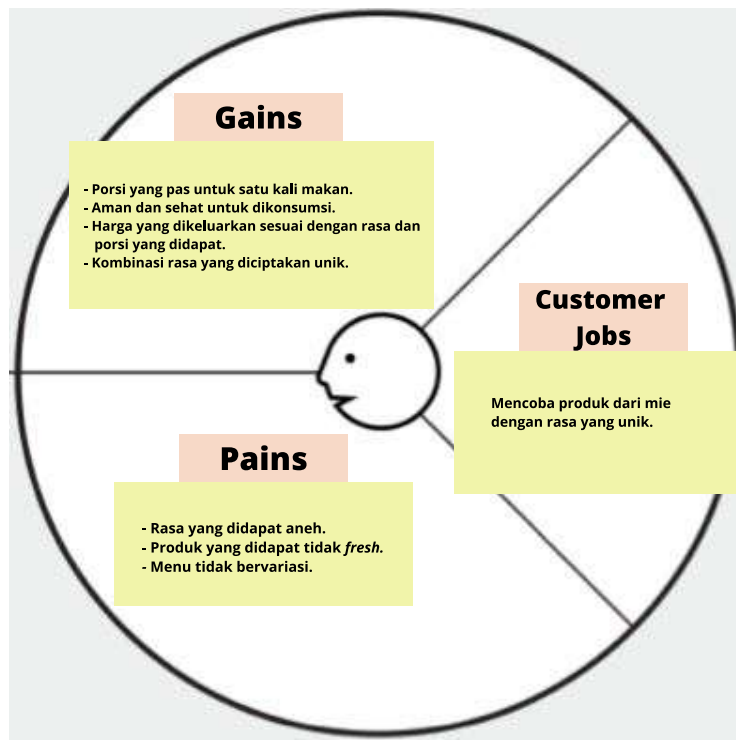 Gains
- Porsi yang pas untuk satu kali makan.
- Aman dan sehat untuk dikonsumsi.
- Harga yang dikeluarkan sesuai dengan rasa dan
porsi yang didapat.
- Kombinasi rasa yang diciptakan unik.
Customer
Jobs
Mencoba produk dari mie
dengan rasa yang unik.
Pains
- Rasa yang didapat aneh.
- Produk yang didapat tidak fresh.
- Menu tidak bervariasi.